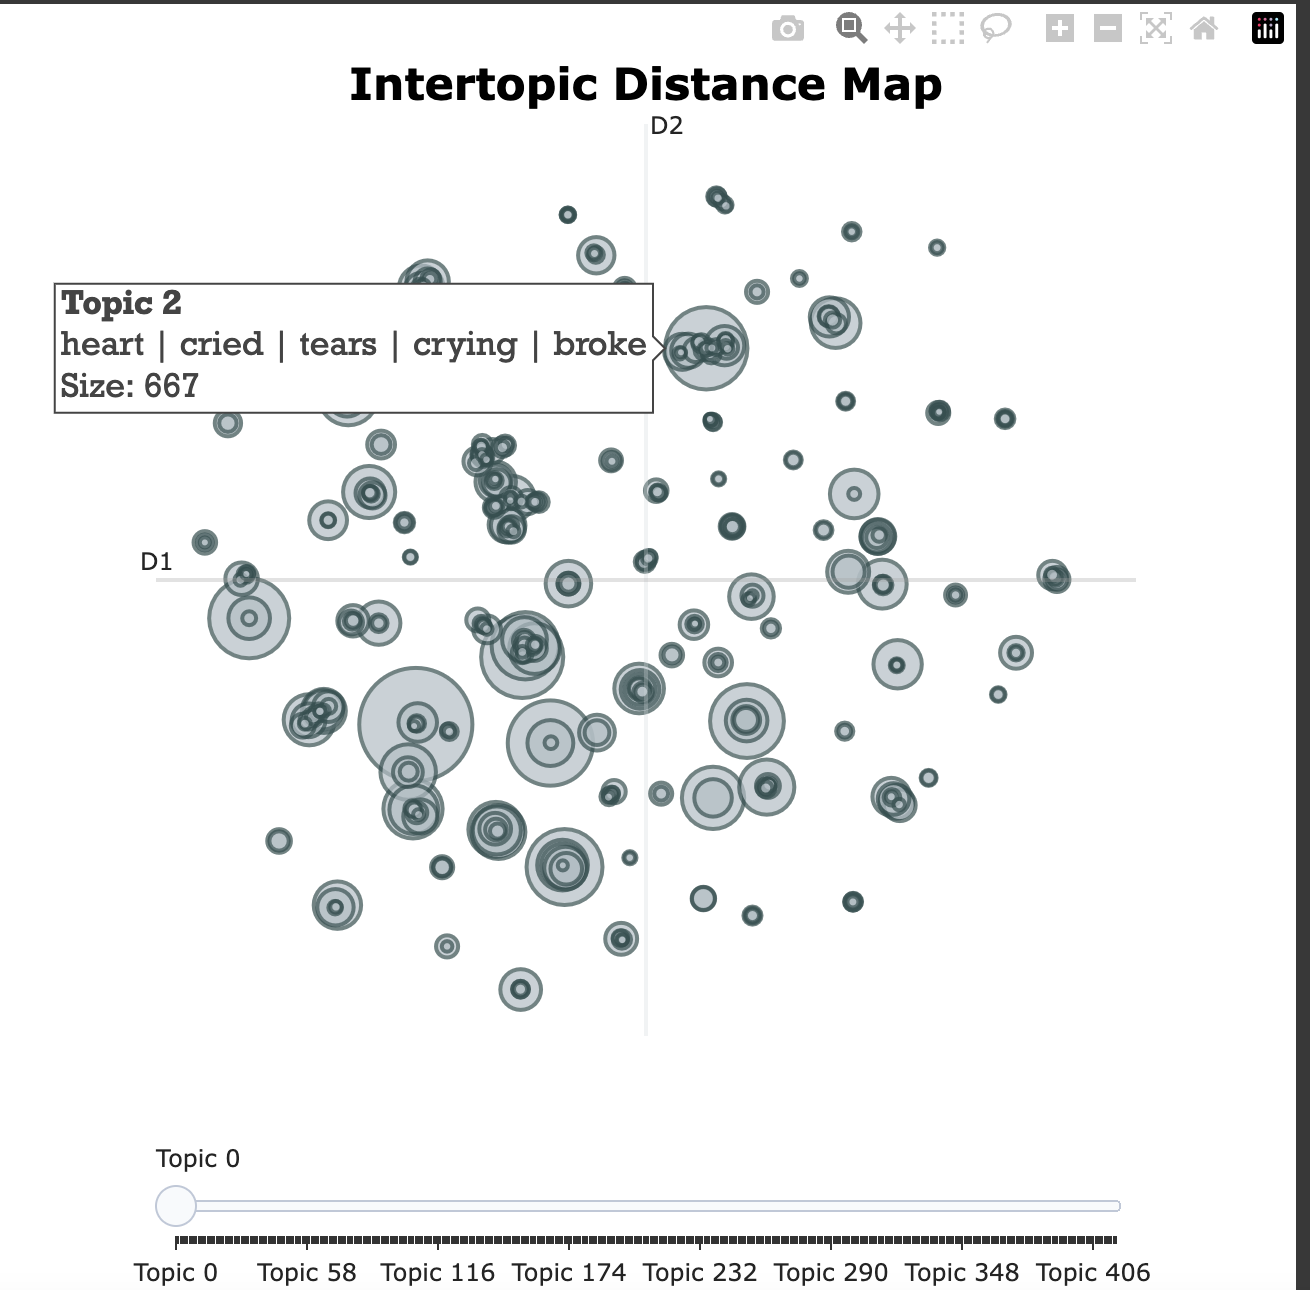 Intertopic Distance Map
D2
Topic 2
heart | cried | tears | crying | broke
Size: 667
D1
Topic 0
Topic 0 Topic 58 Topic 116 Topic 174 Topic 232 Topic 290 Topic 348 Topic 406